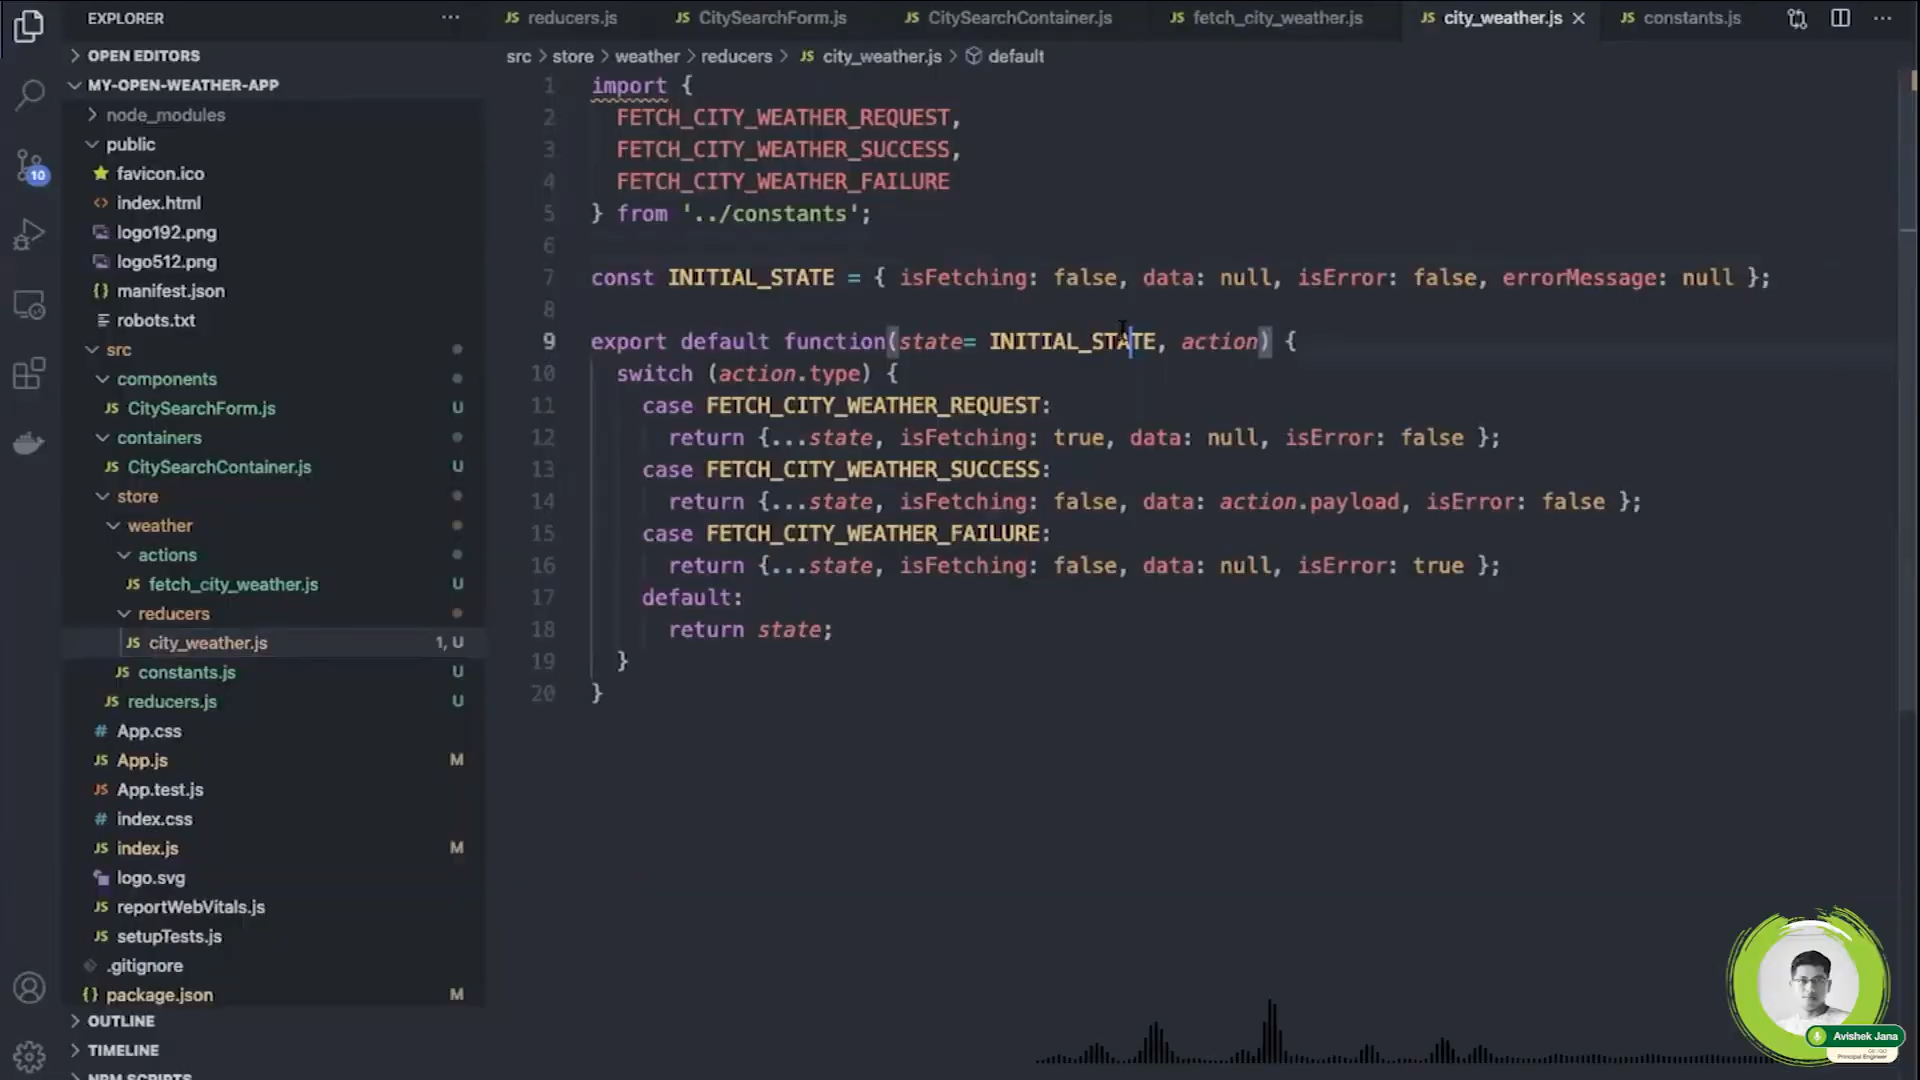 EXPLORER
OPEN EDITORS
MY-OPEN-WEATHER-APP
node_modules
public
favicon.ico
index.html
logo192.png
logo512.png
manifest.json
robots.txt
src
components
CitySearchForm.js U
containers
CitySearchContainer.js U
store
weather
actions
fetch_city_weather.js U
reducers
city_weather.js 1, U
constants.js U
reducers.js U
App.css
App.js M
App.test.js
index.css
index.js M
logo.svg
reportWebVitals.js
setupTests.js
.gitignore
package.json M
OUTLINE
TIMELINE
NPM SCRIPTS
10
reducers.js CitySearchForm.js CitySearchContainer.js fetch_city_weather.js city_weather.js constants.js
src > store > weather > reducers > JS city_weather.js > default
1 import {
2 FETCH_CITY_WEATHER_REQUEST,
3 FETCH_CITY_WEATHER_SUCCESS,
4 FETCH_CITY_WEATHER_FAILURE
5 } from '../constants';
6
7 const INITIAL_STATE = { isFetching: false, data: null, isError: false, errorMessage: null };
8
9 export default function(state= INITIAL_STATE, action) {
10 switch (action.type) {
11 case FETCH_CITY_WEATHER_REQUEST:
12 return {...state, isFetching: true, data: null, isError: false };
13 case FETCH_CITY_WEATHER_SUCCESS:
14 return {...state, isFetching: false, data: action.payload, isError: false };
15 case FETCH_CITY_WEATHER_FAILURE:
16 return {...state, isFetching: false, data: null, isError: true };
17 default:
18 return state;
19 }
20 }
Avishek Jana
Principal Engineer